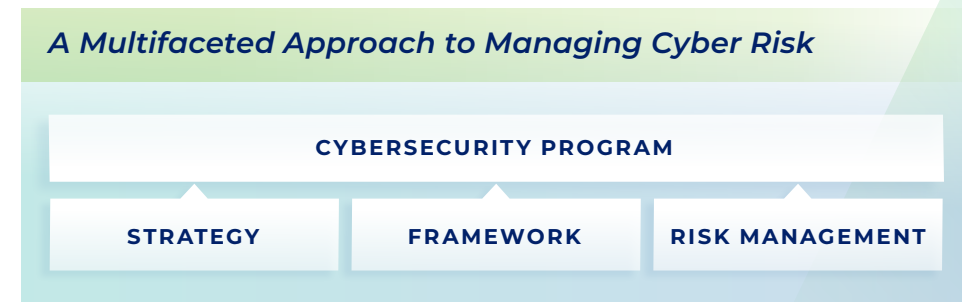 A Multifaceted Approach to Managing Cyber Risk
CYBERSECURITY PROGRAM
STRATEGY
FRAMEWORK
RISK MANAGEMENT